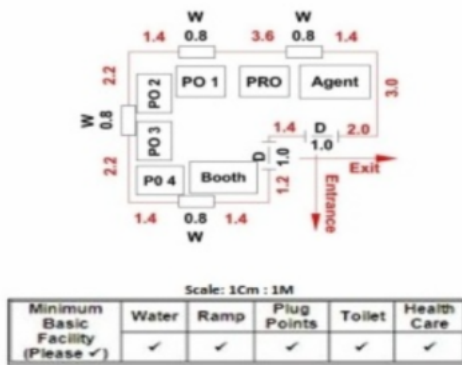 W W
1.4 0.8 3.6 0.8 1.4
2.2
PO 2
PO 1
PRO
Agent
3.0
W
0.8
PO 3
1.4
D
1.0
2.0
D
1.0
Exit
2.2
P0 4
Booth
1.2
Entrance
1.4 0.8 1.4
W
Scale: 1Cm : 1M
Minimum Basic Facility (Please ✓) Water Ramp Plug Points Toilet Health Care
✓ ✓ ✓ ✓ ✓